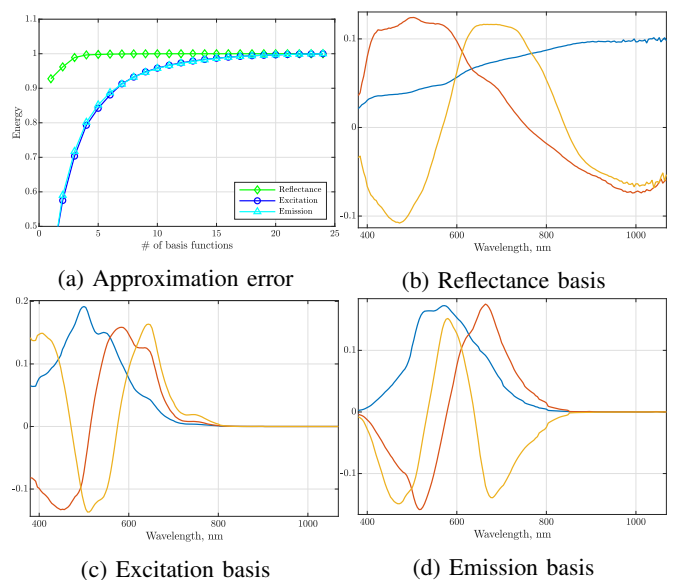 1.1
1
0.9
0.8
0.7
0.6
0.5
Energy
0 5 10 15 20 25
# of basis functions
Reflectance
Excitation
Emission
(a) Approximation error
0.1
0
-0.1
400 600 800 1000
Wavelength, nm
(b) Reflectance basis
0.2
0.1
0
-0.1
400 600 800 1000
Wavelength, nm
(c) Excitation basis
0.1
0
-0.1
400 600 800 1000
Wavelength, nm
(d) Emission basis